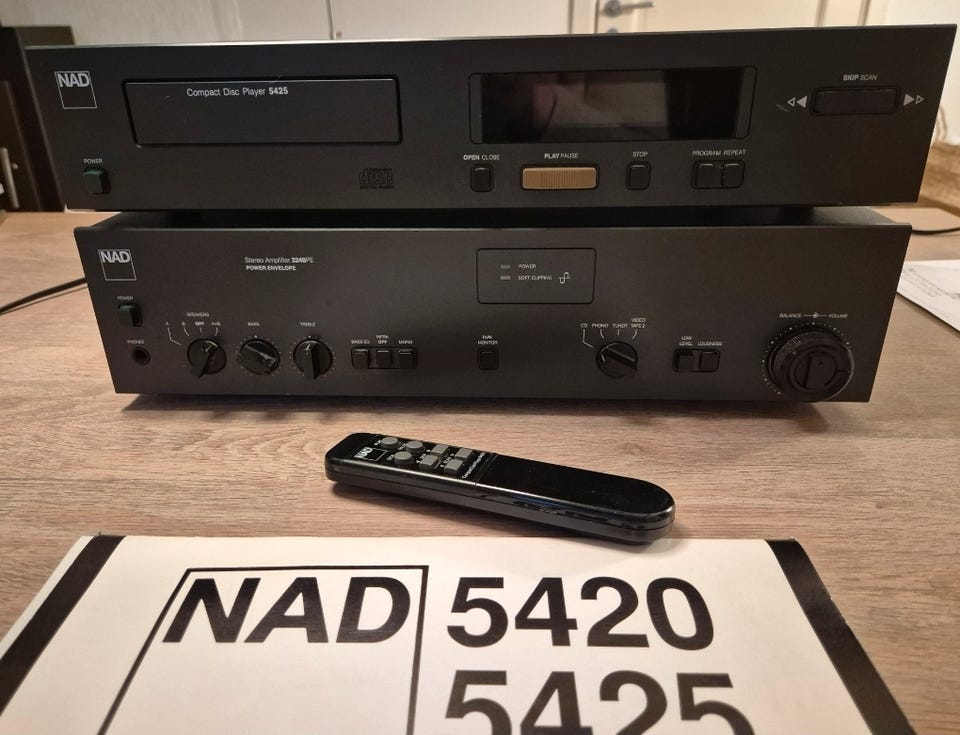 NAD
Compact Disc Player 5425
SKIP SCAN
POWER
OPEN CLOSE
PLAY PAUSE
STOP
PROGRAM REPEAT
NAD
Stereo Amplifier 3240PE
POWER ENVELOPE
POWER
SOFT CLIPPING
POWER
SPEAKERS
A B OFF A+B
BASS
TREBLE
PHONES
BASS EQ
INFRA
OFF
MONO
MONITOR
CD PHONO TUNER
VIDEO
TAPE 2
LOW
LEVEL
LOUDNESS
BALANCE VOLUME
NAD
NAD 5420
5425